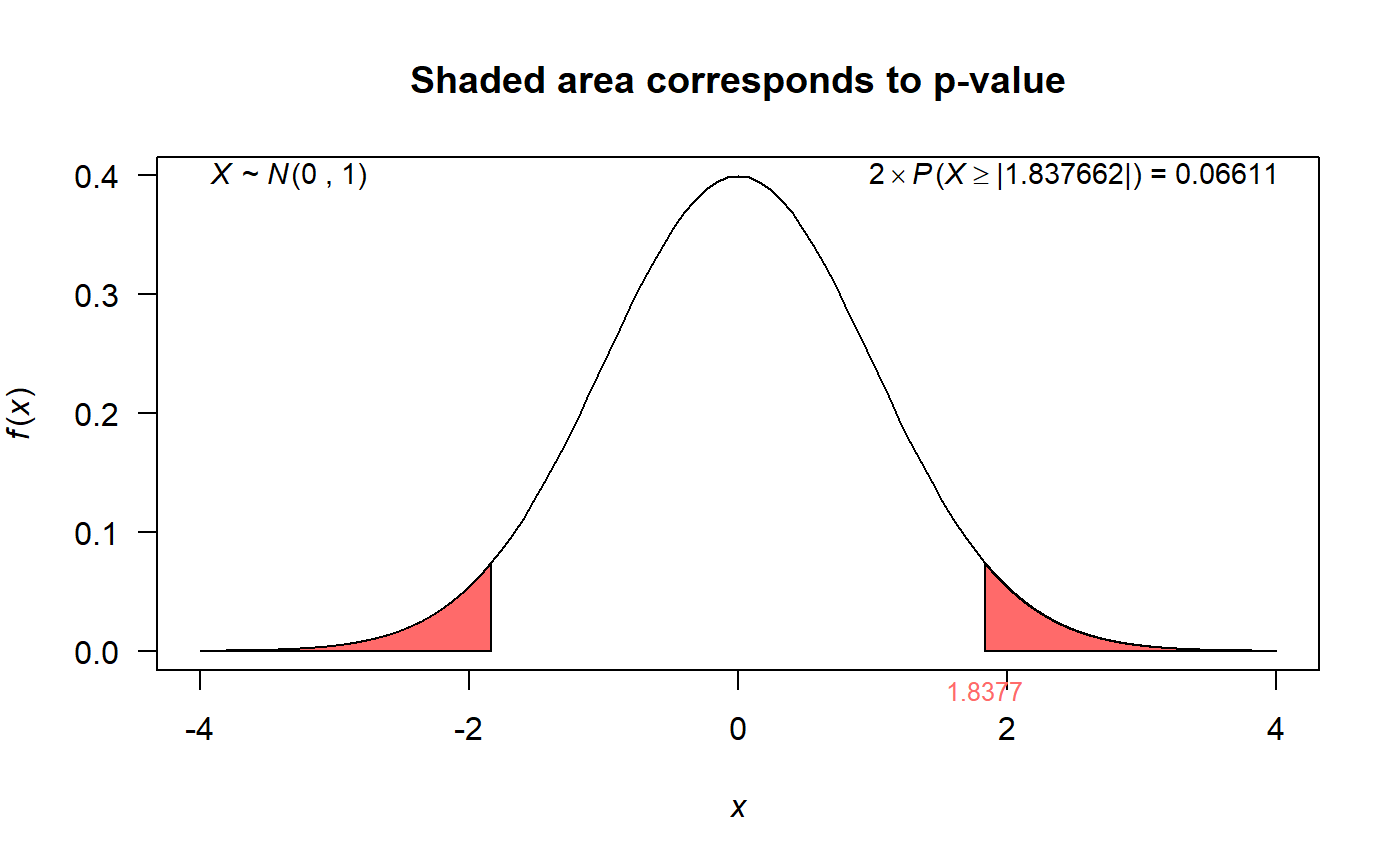 Shaded area corresponds to p-value
X ~ N(0 , 1)
2 × P(X ≥ |1.837662|) = 0.06611
0.4
0.3
0.2
0.1
0.0
f(x)
1.8377
-4
-2
0
2
4
x